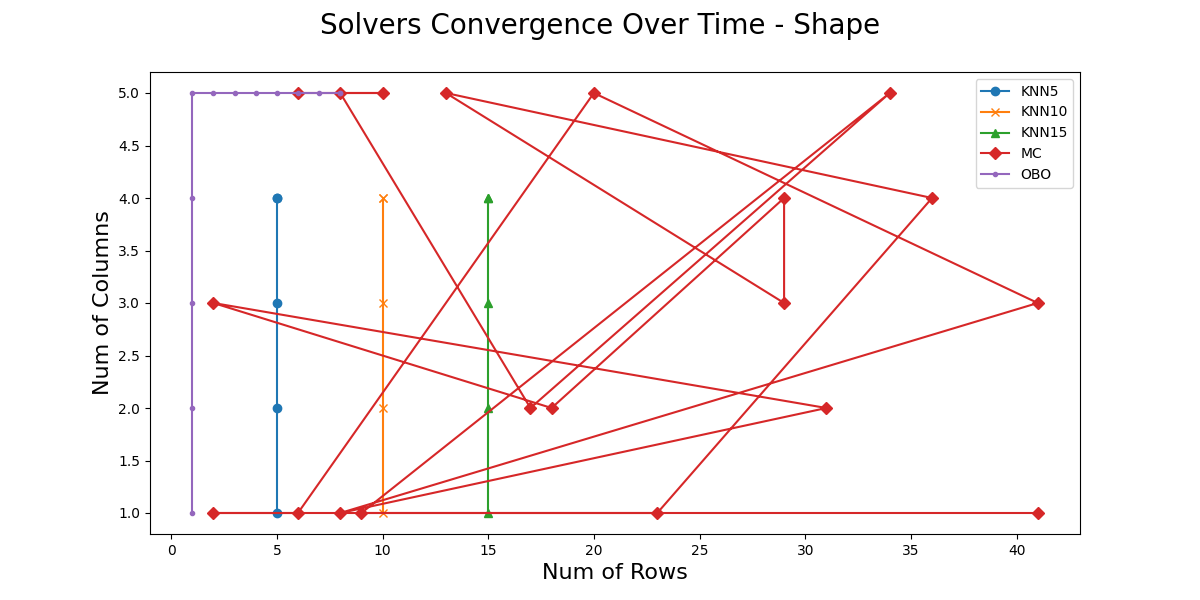 Solvers Convergence Over Time - Shape
KNN5
KNN10
KNN15
MC
OBO
5.0
4.5
4.0
3.5
3.0
2.5
2.0
1.5
1.0
Num of Columns
0 5 10 15 20 25 30 35 40
Num of Rows